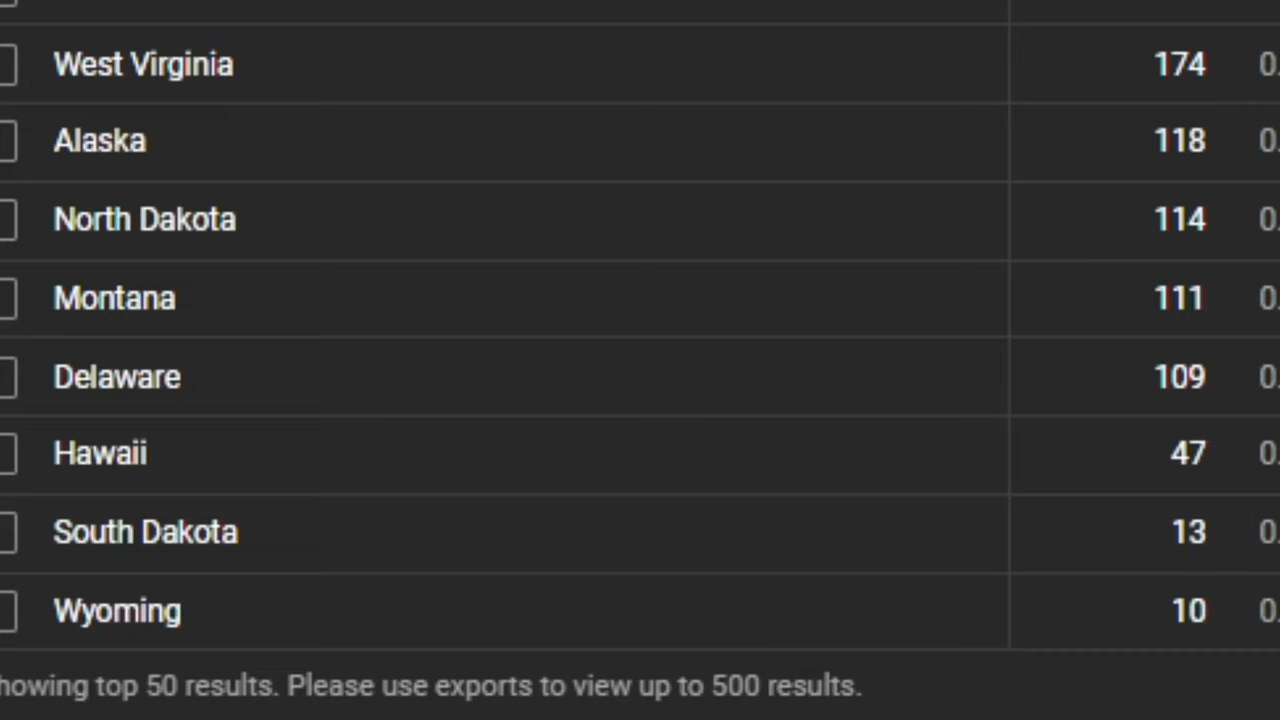 West Virginia 174 0.
Alaska 118 0.
North Dakota 114 0.
Montana 111 0.
Delaware 109 0.
Hawaii 47 0.
South Dakota 13 0.
Wyoming 10 0.
howing top 50 results. Please use exports to view up to 500 results.